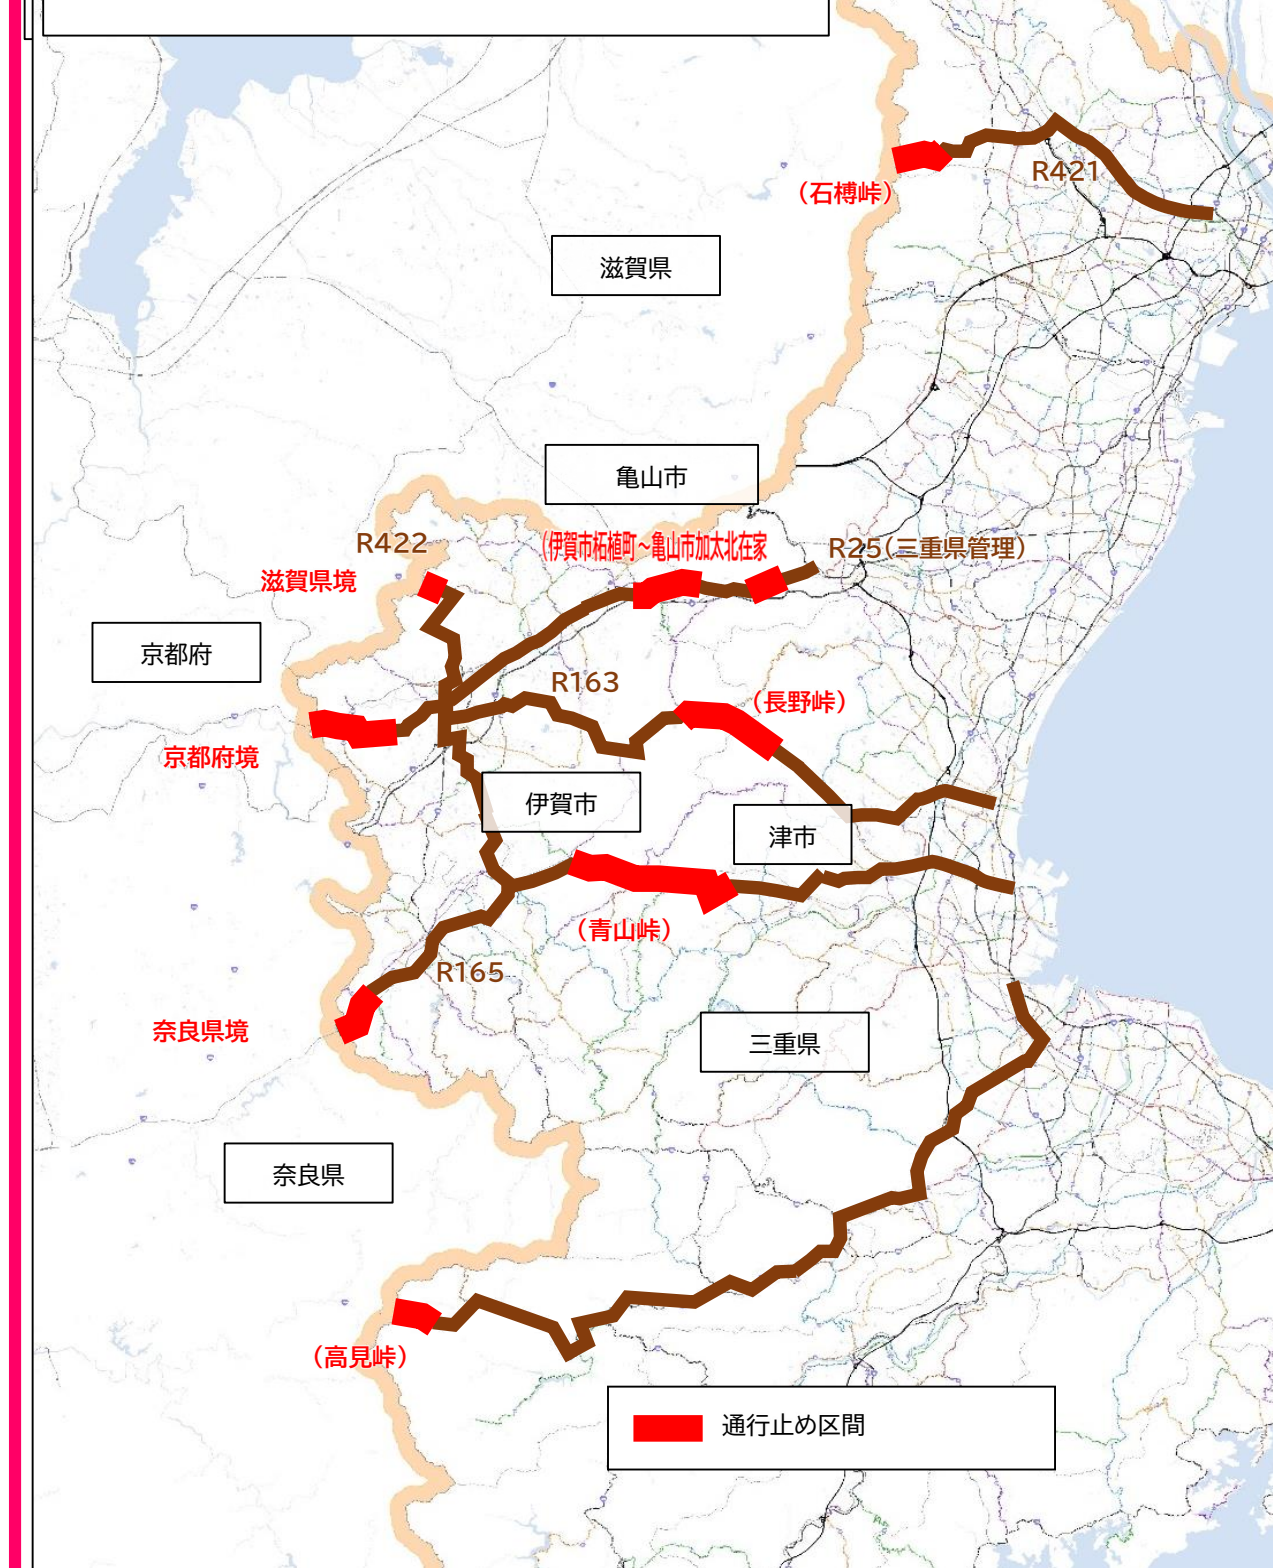 R421
（石榑峠）
滋賀県
亀山市
R422
（伊賀市柘植町～亀山市加太北在家
R25（三重県管理）
滋賀県境
京都府
R163
（長野峠）
京都府境
伊賀市
津市
（青山峠）
R165
奈良県境
三重県
奈良県
（高見峠）
通行止め区間